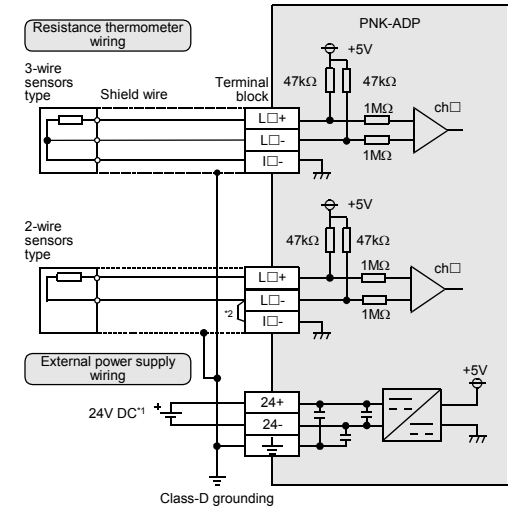 Resistance thermometer
wiring
PNK-ADP
+5V
3-wire
sensors
type
Shield wire
Terminal
block
47kΩ
47kΩ
1MΩ
ch□
L□+
L□-
I□-
1MΩ
+5V
2-wire
sensors
type
47kΩ
47kΩ
1MΩ
ch□
L□+
L□-
*2
I□-
1MΩ
External power supply
wiring
+5V
24V DC*1
+
24+
24-
Class-D grounding